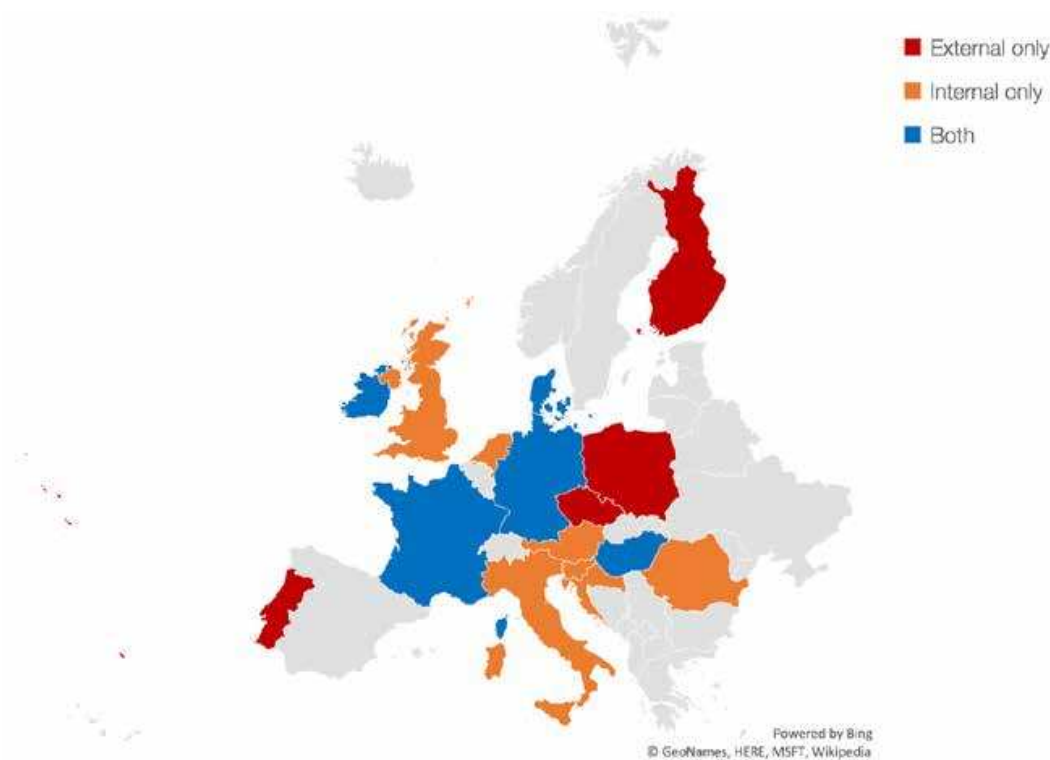 External only
Internal only
Both
Powered by Bing
© GeoNames, HERE, MSFT, Wikipedia